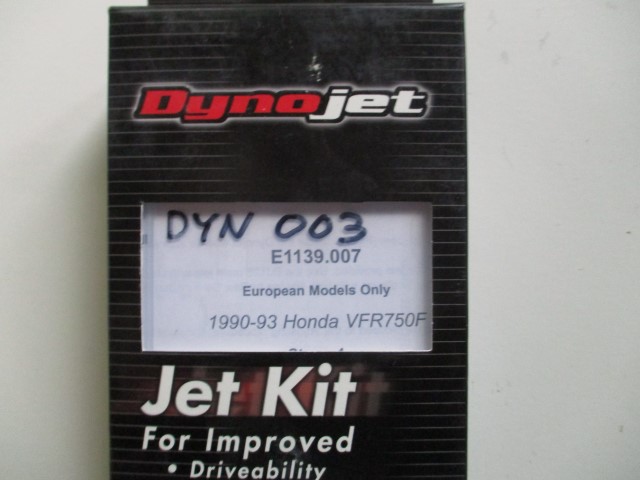 Dynojet
DYN 003
E1139.007
European Models Only
1990-93 Honda VFR750F
Jet Kit
For Improved
• Driveability